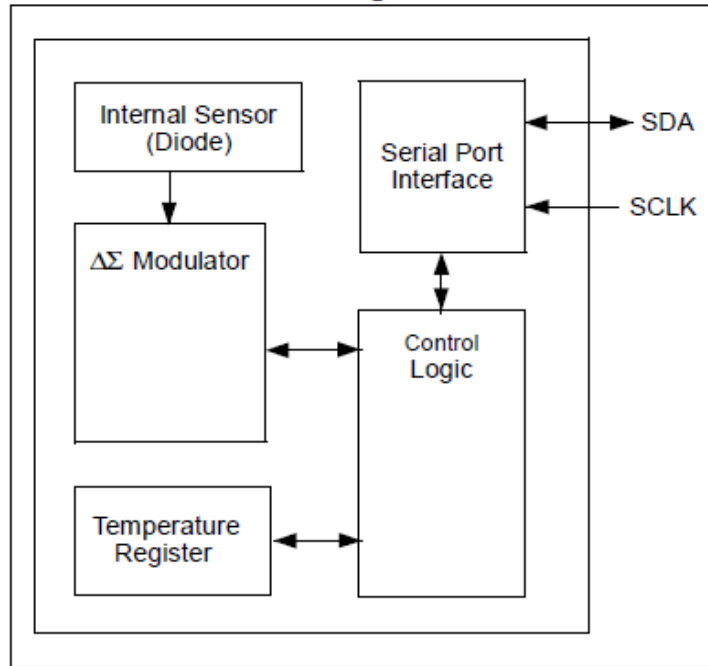 Internal Sensor
(Diode)
Serial Port
Interface
SDA
SCLK
ΔΣ Modulator
Control
Logic
Temperature
Register